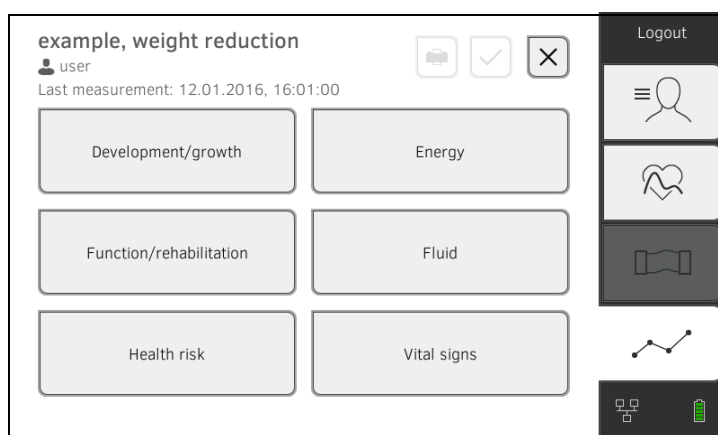 example, weight reduction
user
Last measurement: 12.01.2016, 16:01:00
Logout
Development/growth
Energy
Function/rehabilitation
Fluid
Health risk
Vital signs